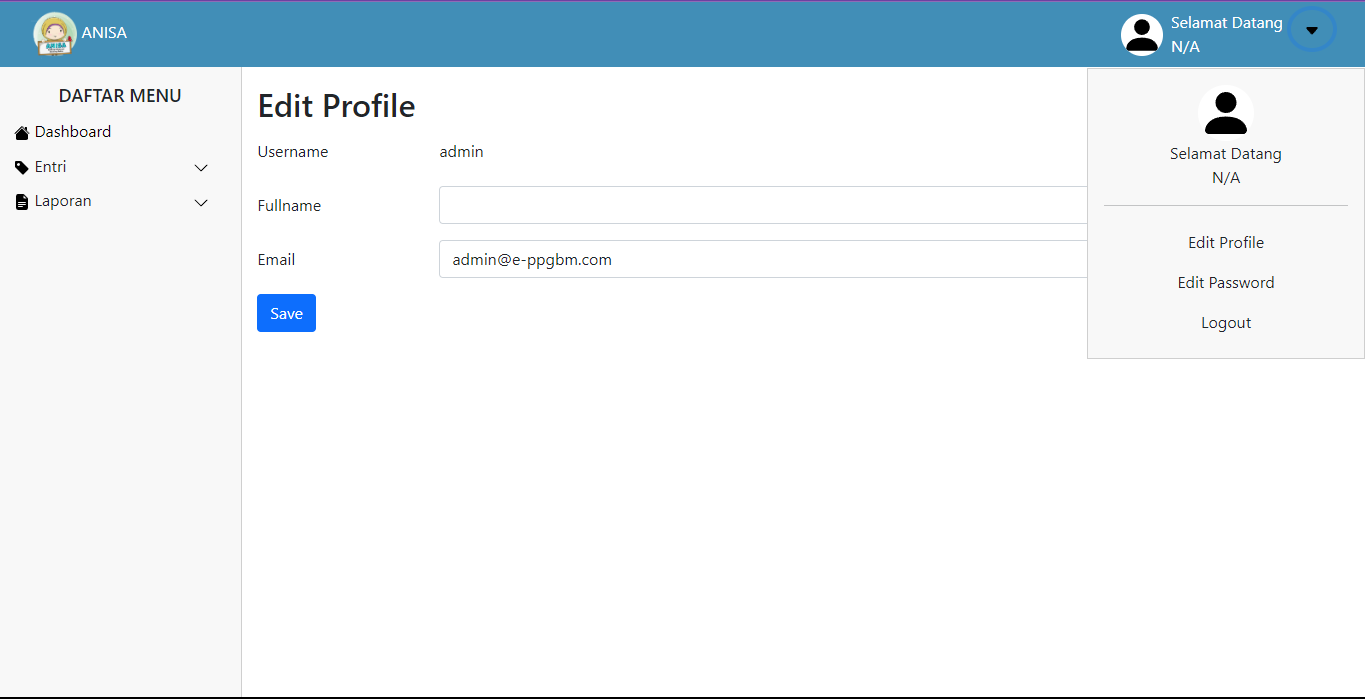 ANISA
Selamat Datang
N/A
DAFTAR MENU
Dashboard
Entri
Laporan
Edit Profile
Username
admin
Fullname
Email
admin@e-ppgbm.com
Save
Selamat Datang
N/A
Edit Profile
Edit Password
Logout